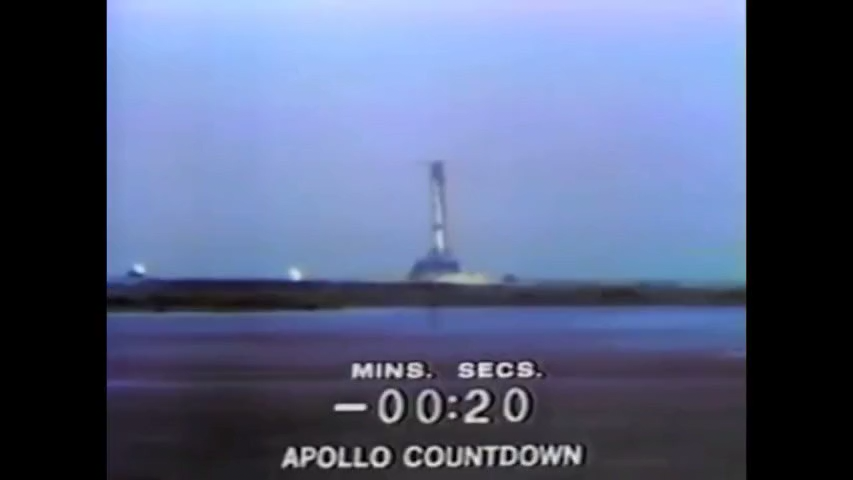 MINS. SECS.
-00:20
APOLLO COUNTDOWN